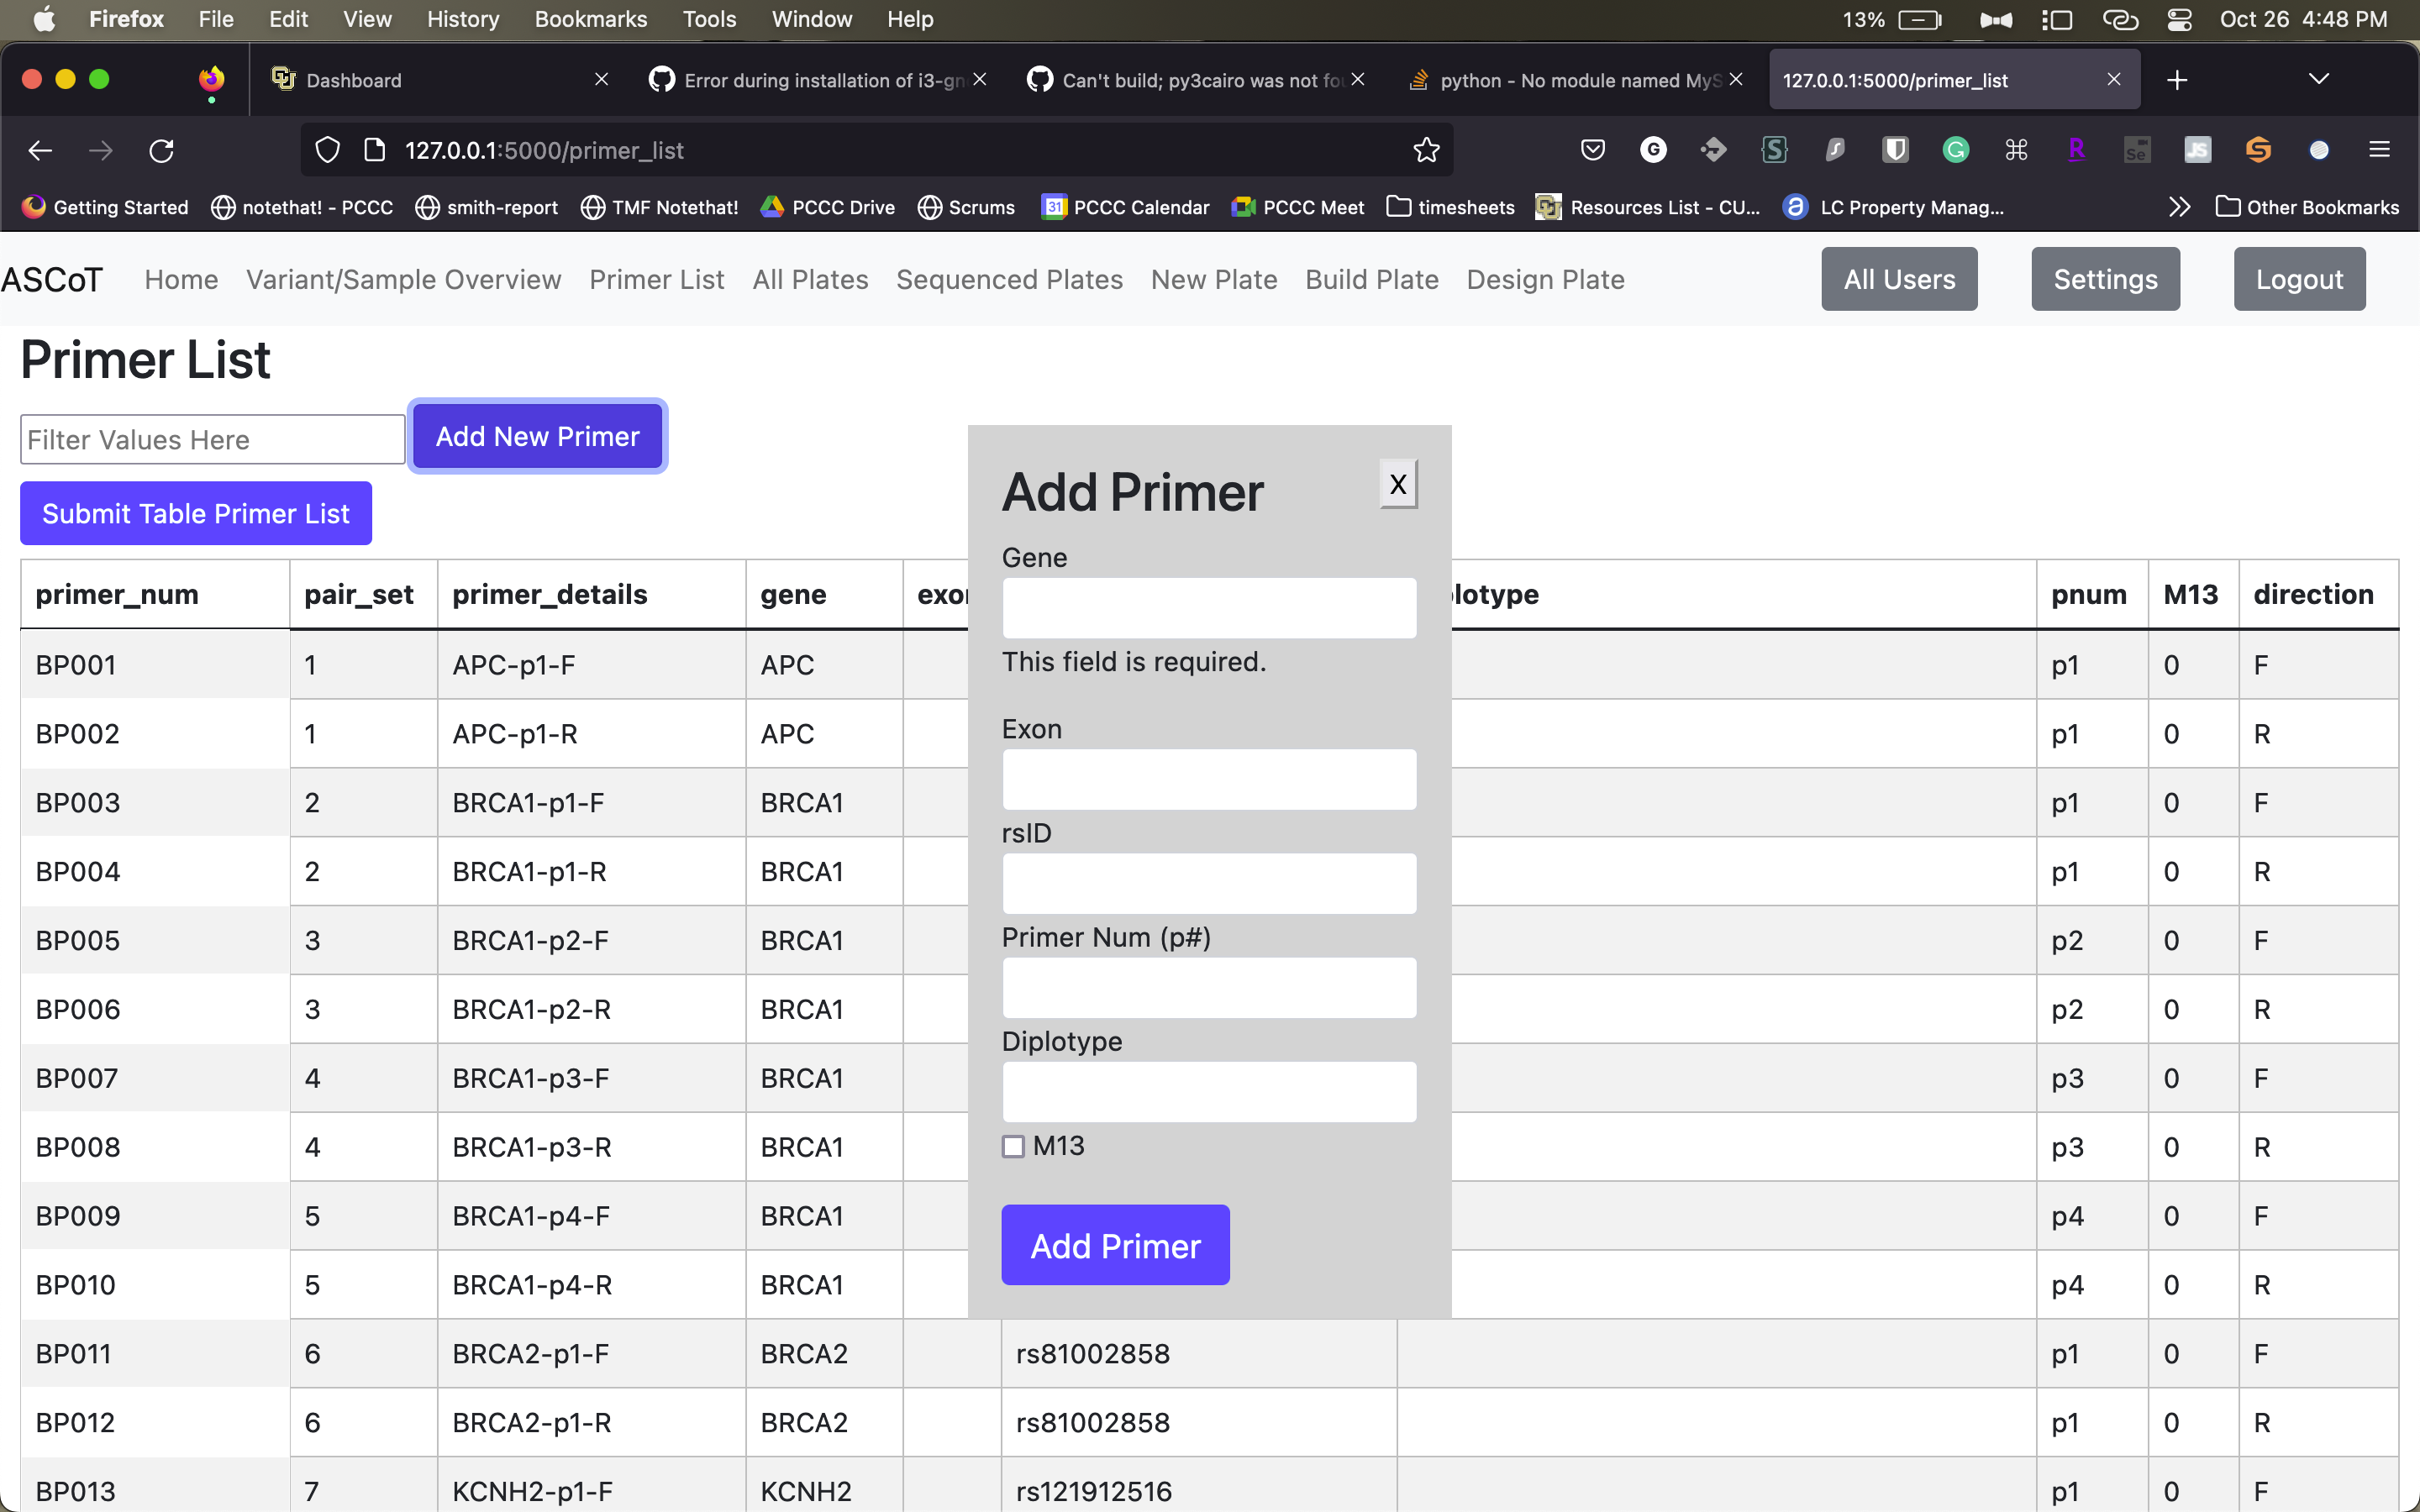 Firefox File Edit View History Bookmarks Tools Window Help 13% Oct 26 4:48 PM
Dashboard Error during installation of i3-gn Can't build; py3cairo was not fou python - No module named MyS 127.0.0.1:5000/primer_list
127.0.0.1:5000/primer_list
Getting Started notethat! - PCCC smith-report TMF Notethat! PCCC Drive Scrums 31 PCCC Calendar PCCC Meet timesheets Resources List - CU... LC Property Manag... Other Bookmarks
ASCoT Home Variant/Sample Overview Primer List All Plates Sequenced Plates New Plate Build Plate Design Plate All Users Settings Logout
Primer List
Filter Values Here Add New Primer
Submit Table Primer List
Add Primer X
Gene
This field is required.
Exon
rsID
Primer Num (p#)
Diplotype
M13
Add Primer
primer_num pair_set primer_details gene exon lotype pnum M13 direction
BP001 1 APC-p1-F APC p1 0 F
BP002 1 APC-p1-R APC p1 0 R
BP003 2 BRCA1-p1-F BRCA1 p1 0 F
BP004 2 BRCA1-p1-R BRCA1 p1 0 R
BP005 3 BRCA1-p2-F BRCA1 p2 0 F
BP006 3 BRCA1-p2-R BRCA1 p2 0 R
BP007 4 BRCA1-p3-F BRCA1 p3 0 F
BP008 4 BRCA1-p3-R BRCA1 p3 0 R
BP009 5 BRCA1-p4-F BRCA1 p4 0 F
BP010 5 BRCA1-p4-R BRCA1 p4 0 R
BP011 6 BRCA2-p1-F BRCA2 rs81002858 p1 0 F
BP012 6 BRCA2-p1-R BRCA2 rs81002858 p1 0 R
BP013 7 KCNH2-p1-F KCNH2 rs121912516 p1 0 F